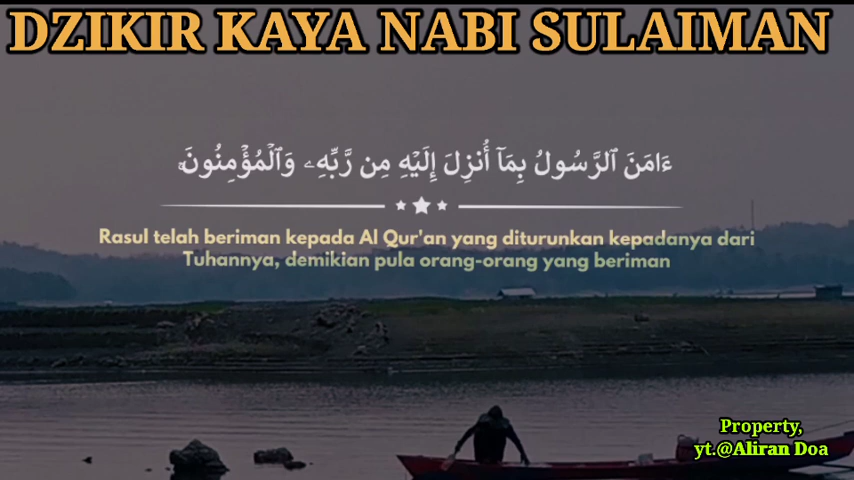 DZIKIR KAYA NABI SULAIMAN
ءَامَنَ ٱلرَّسُولُ بِمَآ أُنزِلَ إِلَيْهِ مِن رَّبِّهِۦ وَٱلْمُؤْمِنُونَۚ
Rasul telah beriman kepada Al Qur'an yang diturunkan kepadanya dari
Tuhannya, demikian pula orang-orang yang beriman
Property,
yt.@Aliran Doa